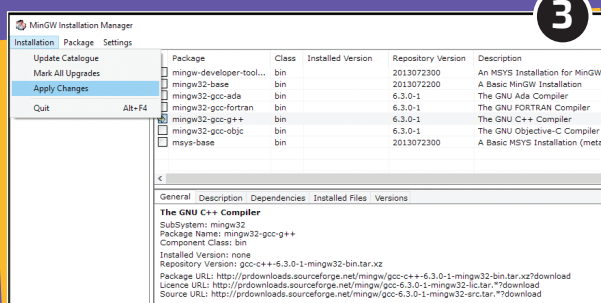 3
MinGW Installation Manager
Installation Package Settings
Update Catalogue
Mark All Upgrades
Apply Changes
Quit Alt+F4
Package Class Installed Version Repository Version Description
mingw-developer-tool... bin 2013072300 An MSYS Installation for MinGW
mingw32-base bin 2013072200 A Basic MinGW Installation
mingw32-gcc-ada bin 6.3.0-1 The GNU Ada Compiler
mingw32-gcc-fortran bin 6.3.0-1 The GNU FORTRAN Compiler
mingw32-gcc-g++ bin 6.3.0-1 The GNU C++ Compiler
mingw32-gcc-objc bin 6.3.0-1 The GNU Objective-C Compiler
msys-base bin 2013072300 A Basic MSYS Installation (meta
General Description Dependencies Installed Files Versions
The GNU C++ Compiler
SubSystem: mingw32
Package Name: mingw32-gcc-g++
Component Class: bin
Installed Version: none
Repository Version: gcc-c++-6.3.0-1-mingw32-bin.tar.xz
Package URL: http://prdownloads.sourceforge.net/mingw/gcc-c++-6.3.0-1-mingw32-bin.tar.xz?download
Licence URL: http://prdownloads.sourceforge.net/mingw/gcc-6.3.0-1-mingw32-lic.tar.*?download
Source URL: http://prdownloads.sourceforge.net/mingw/gcc-6.3.0-1-mingw32-src.tar.*?download